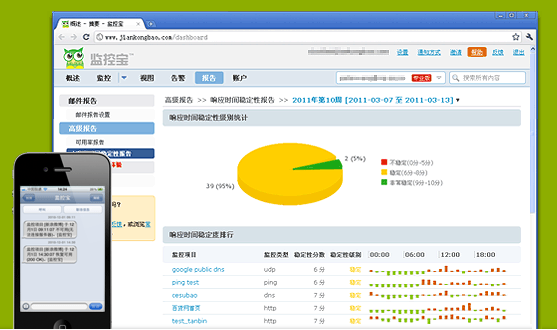 概述 - 摘要 - 监控宝
www.jiankongbao.com/dashboard
监控宝
设置 通知方式 邀请 帮助 反馈 退出
概述 监控 视图 告警 报告 账户
专业版 搜索所有内容
邮件报告
邮件报告设置
高级报告
可用率报告
高级报告 >> 响应时间稳定性报告 >> 2011年第10周 [2011-03-07 至 2011-03-13]
响应时间稳定性级别统计
2 (5%)
39 (95%)
不稳定(0分-5分)
稳定(6分-8分)
非常稳定(9分-10分)
响应时间稳定度排行
监控项目 监控类型 稳定性分数 稳定性级别 00:00 06:00 12:00 18:00
google public dns udp 6 分 稳定
ping test ping 6 分 稳定
cesubao dns 7 分 稳定
百度网首页 http 7 分 稳定
test_tanbin http 7 分 稳定
监控宝